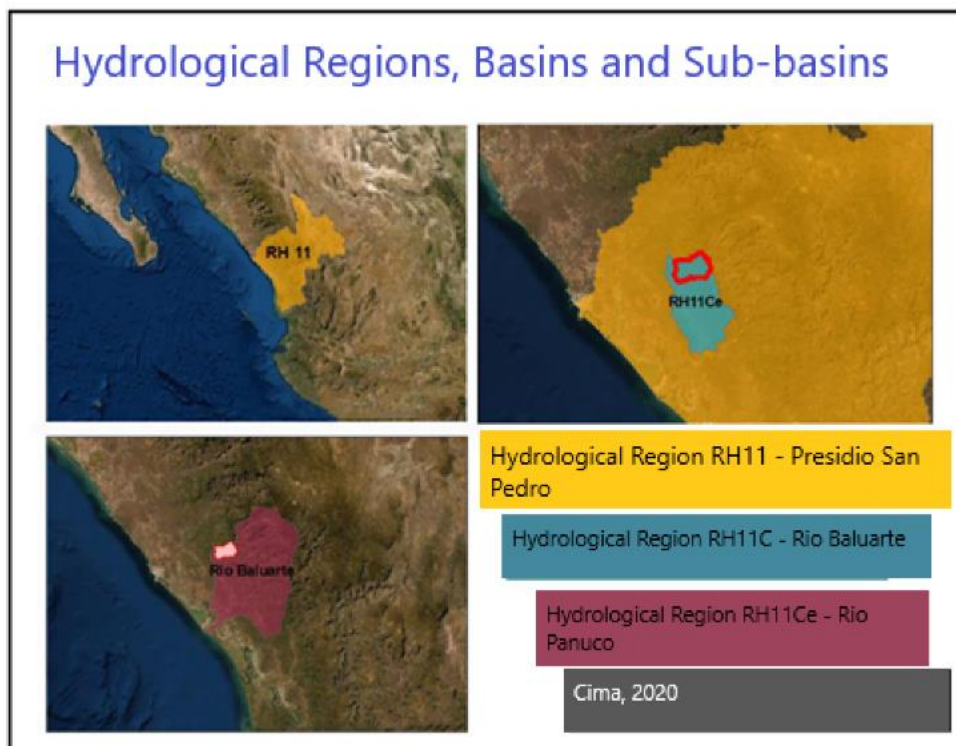 Hydrological Regions, Basins and Sub-basins
RH 11
RH11Ce
Rio Baluarte
Hydrological Region RH11 - Presidio San
Pedro
Hydrological Region RH11C - Rio Baluarte
Hydrological Region RH11Ce - Rio
Panuco
Cima, 2020